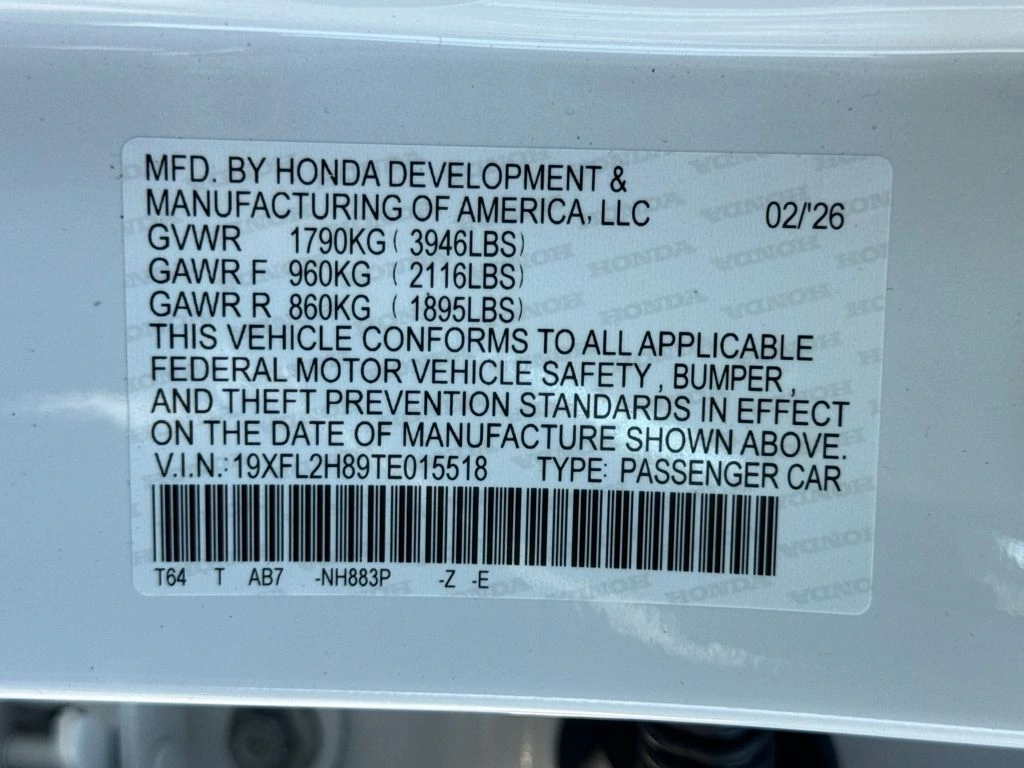 MFD. BY HONDA DEVELOPMENT &
MANUFACTURING OF AMERICA, LLC 02/'26
GVWR 1790KG ( 3946LBS)
GAWR F 960KG ( 2116LBS)
GAWR R 860KG ( 1895LBS)
THIS VEHICLE CONFORMS TO ALL APPLICABLE
FEDERAL MOTOR VEHICLE SAFETY , BUMPER ,
AND THEFT PREVENTION STANDARDS IN EFFECT
ON THE DATE OF MANUFACTURE SHOWN ABOVE.
V.I.N.: 19XFL2H89TE015518 TYPE: PASSENGER CAR
T64 T AB7 -NH883P -Z -E